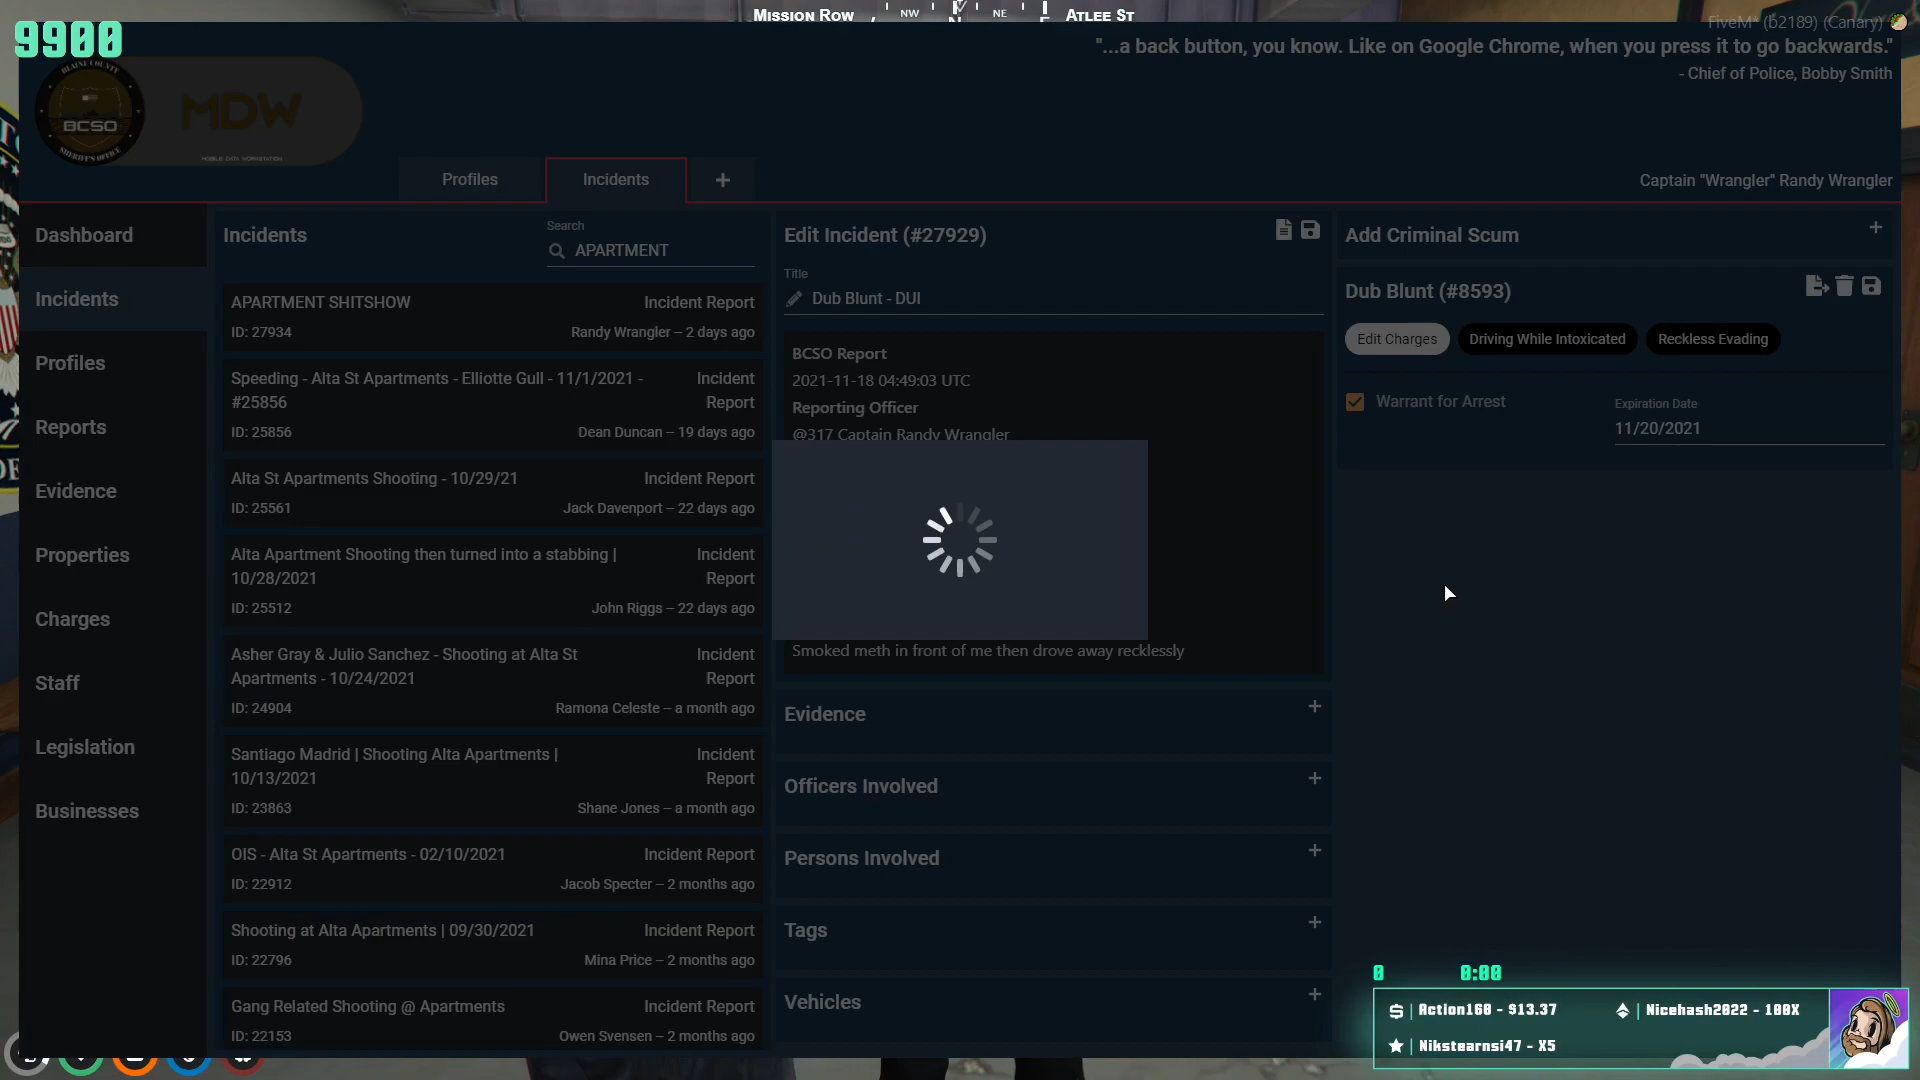 9900
Mission Row
NW
N
NE
E
Atlee St
FiveM* (b2189) (Canary)
"...a back button, you know. Like on Google Chrome, when you press it to go backwards."
- Chief of Police, Bobby Smith
BLAINE COUNTY
BCSO
SHERIFF'S OFFICE
MDW
MOBILE DATA WORKSTATION
Profiles
Incidents
+
Captain "Wrangler" Randy Wrangler
Dashboard
Incidents
Profiles
Reports
Evidence
Properties
Charges
Staff
Legislation
Businesses
Incidents
Search
APARTMENT
APARTMENT SHITSHOW
Incident Report
ID: 27934
Randy Wrangler – 2 days ago
Speeding - Alta St Apartments - Elliotte Gull - 11/1/2021 -
#25856
Incident
Report
ID: 25856
Dean Duncan – 19 days ago
Alta St Apartments Shooting - 10/29/21
Incident Report
ID: 25561
Jack Davenport – 22 days ago
Alta Apartment Shooting then turned into a stabbing |
10/28/2021
Incident
Report
ID: 25512
John Riggs – 22 days ago
Asher Gray & Julio Sanchez - Shooting at Alta St
Apartments - 10/24/2021
Incident
Report
ID: 24904
Ramona Celeste – a month ago
Santiago Madrid | Shooting Alta Apartments |
10/13/2021
Incident
Report
ID: 23863
Shane Jones – a month ago
OIS - Alta St Apartments - 02/10/2021
Incident Report
ID: 22912
Jacob Specter – 2 months ago
Shooting at Alta Apartments | 09/30/2021
Incident Report
ID: 22796
Mina Price – 2 months ago
Gang Related Shooting @ Apartments
Incident Report
ID: 22153
Owen Svensen – 2 months ago
Edit Incident (#27929)
Title
Dub Blunt - DUI
BCSO Report
2021-11-18 04:49:03 UTC
Reporting Officer
@317 Captain Randy Wrangler
Smoked meth in front of me then drove away recklessly
Evidence
+
Officers Involved
+
Persons Involved
+
Tags
+
Vehicles
+
Add Criminal Scum
+
Dub Blunt (#8593)
Edit Charges
Driving While Intoxicated
Reckless Evading
Warrant for Arrest
Expiration Date
11/20/2021
0
0:00
Action160 - $13.37
Nicehash2022 - 100X
Nikstearnsi47 - X5